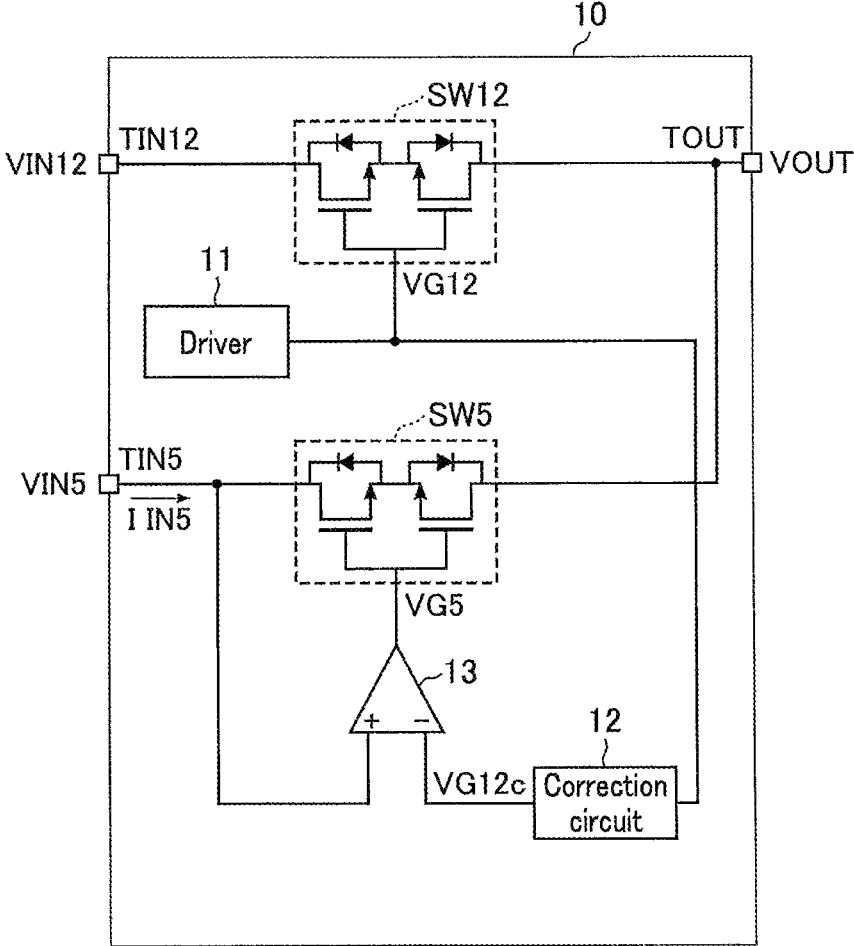 10
SW12
TIN12
TOUT
VIN12
VOUT
VG12
11
Driver
SW5
TIN5
VIN5
I IN5
VG5
13
+ −
12
VG12c
Correction
circuit